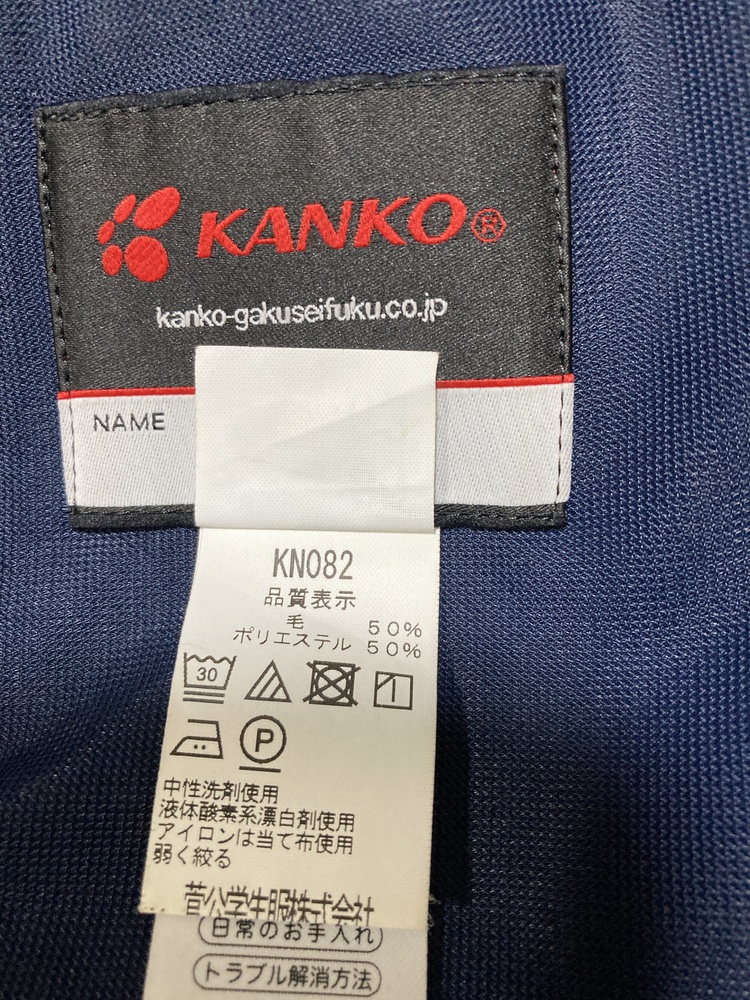 KANKO®
kanko-gakuseifuku.co.jp
NAME
KN082
品質表示
毛 50%
ポリエステル 50%
30
P
中性洗剤使用
液体酸素系漂白剤使用
アイロンは当て布使用
弱く絞る
菅公学生服株式会社
日常のお手入れ
トラブル解消方法